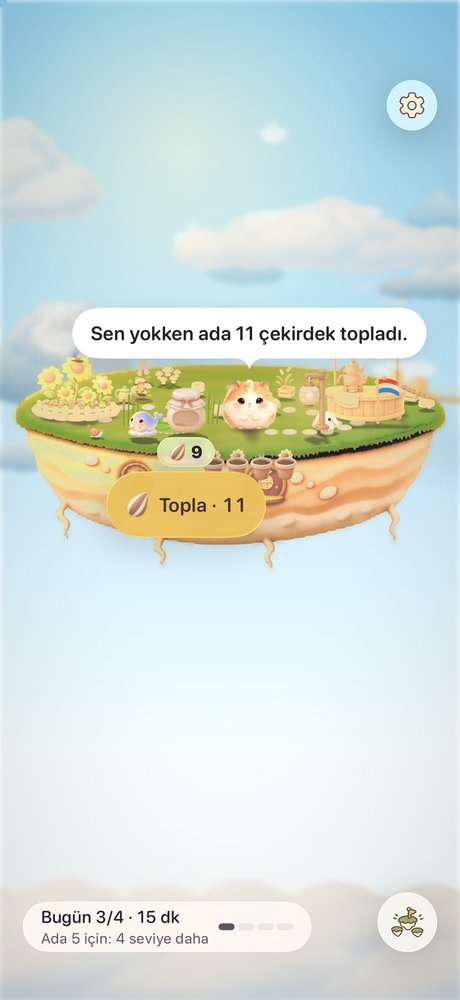 Sen yokken ada 11 çekirdek topladı.
9
Topla · 11
Bugün 3/4 · 15 dk
Ada 5 için: 4 seviye daha